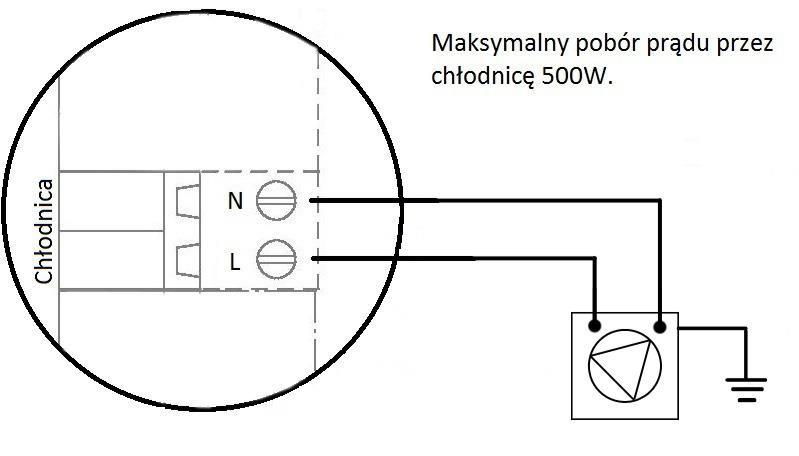 Maksymalny pobór prądu przez
chłodnicę 500W.
Chłodnica
N
L